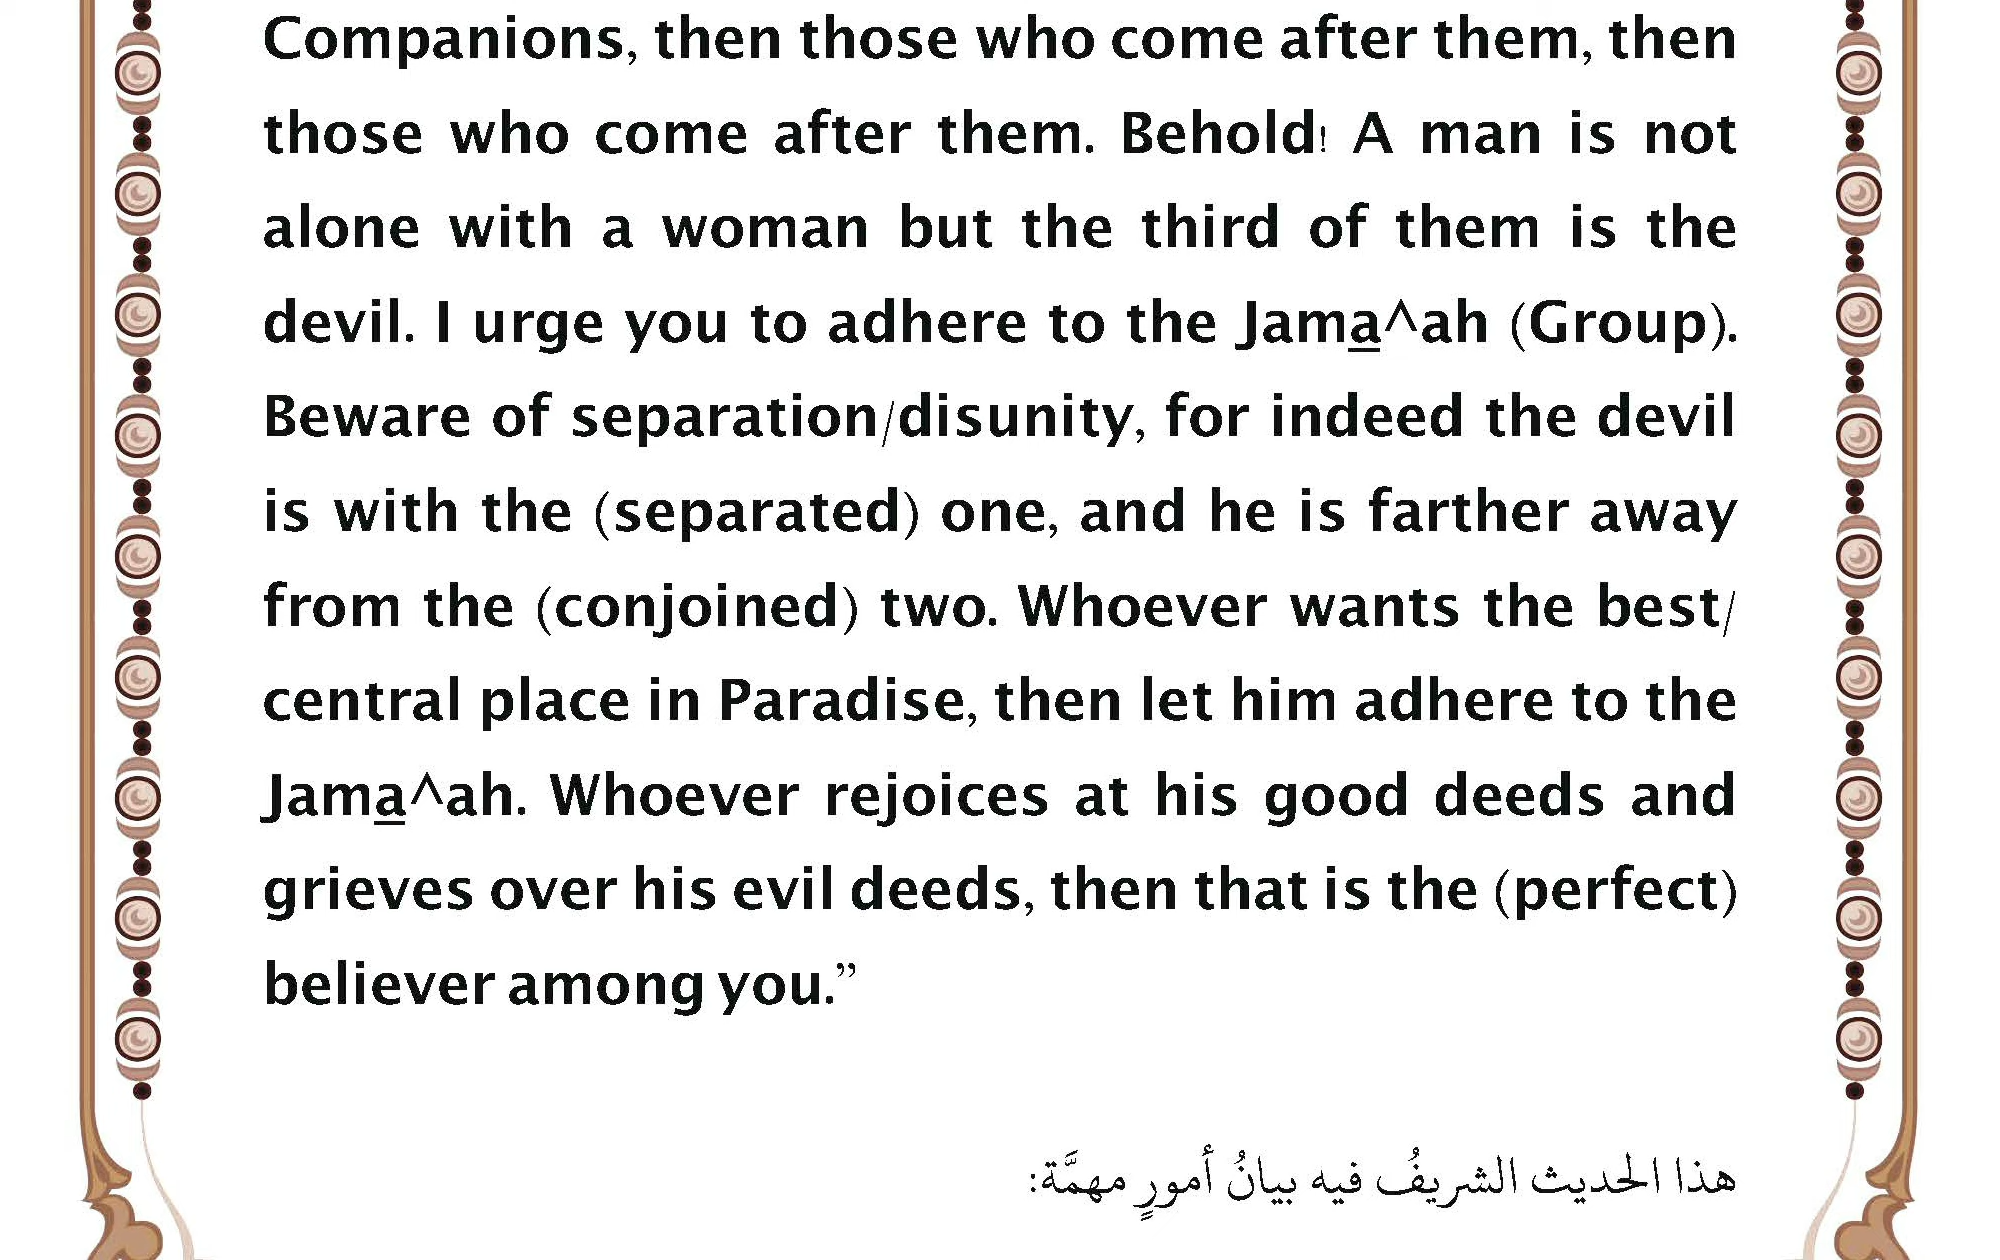 Companions, then those who come after them, then
those who come after them. Behold! A man is not
alone with a woman but the third of them is the
devil. I urge you to adhere to the Jama^ah (Group).
Beware of separation/disunity, for indeed the devil
is with the (separated) one, and he is farther away
from the (conjoined) two. Whoever wants the best/
central place in Paradise, then let him adhere to the
Jama^ah. Whoever rejoices at his good deeds and
grieves over his evil deeds, then that is the (perfect)
believer among you.”
هذا الحديث الشريفُ فيه بيانُ أمورٍ مهمَّة: